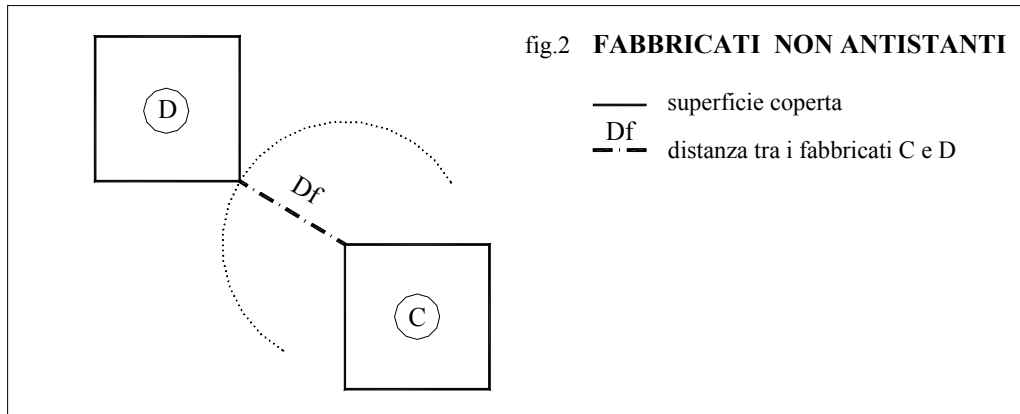 fig.2 FABBRICATI NON ANTISTANTI
superficie coperta
Df
distanza tra i fabbricati C e D
D
Df
C